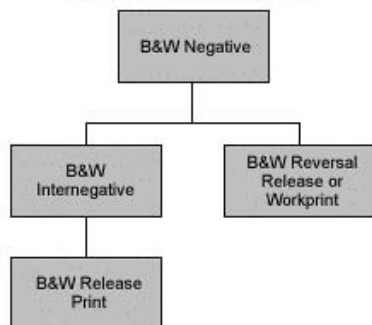 B&W Negative
B&W
Internegative
B&W Reversal
Release or
Workprint
B&W Release
Print